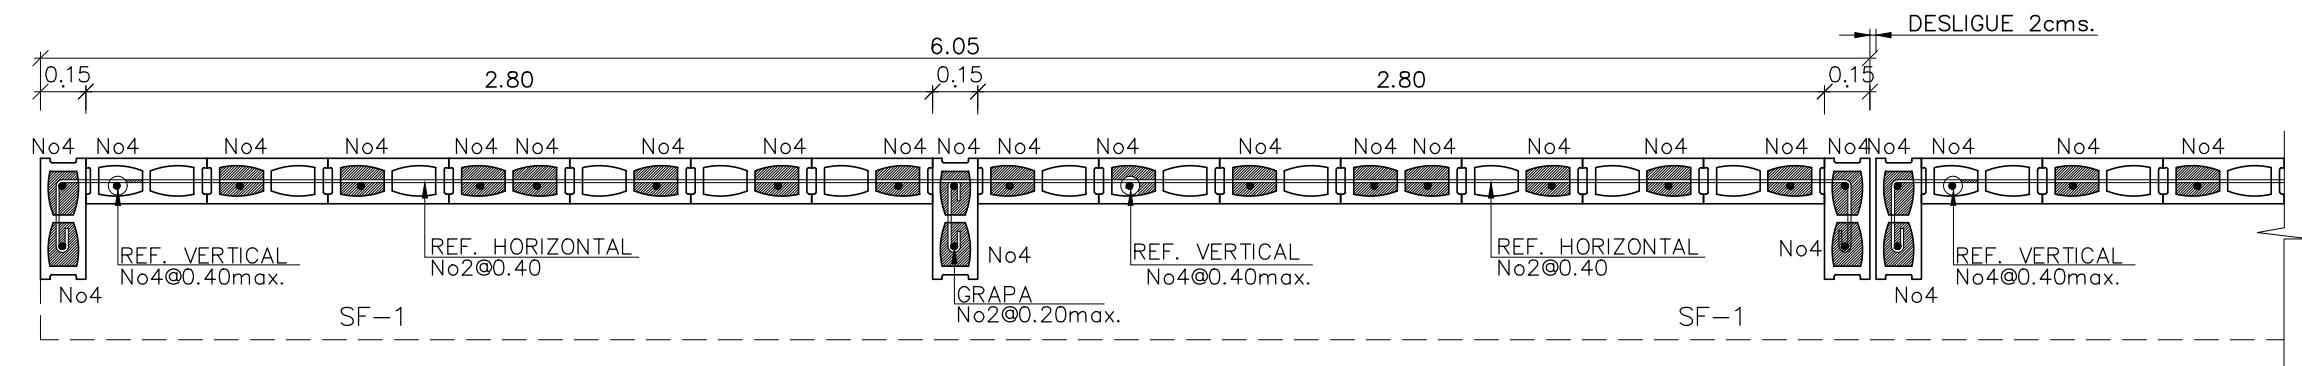 DESLIGUE 2cms.
6.05
0.15 2.80 0.15 2.80 0.15
No4 No4 No4 No4 No4 No4 No4 No4 No4 No4 No4 No4 No4 No4 No4 No4 No4 No4 No4 No4 No4 No4 No4
REF. VERTICAL
No4@0.40max.
REF. HORIZONTAL
No2@0.40
No4
REF. VERTICAL
No4@0.40max.
REF. HORIZONTAL
No2@0.40
No4
REF. VERTICAL
No4@0.40max.
No4
GRAPA
No2@0.20max.
No4
SF-1
SF-1